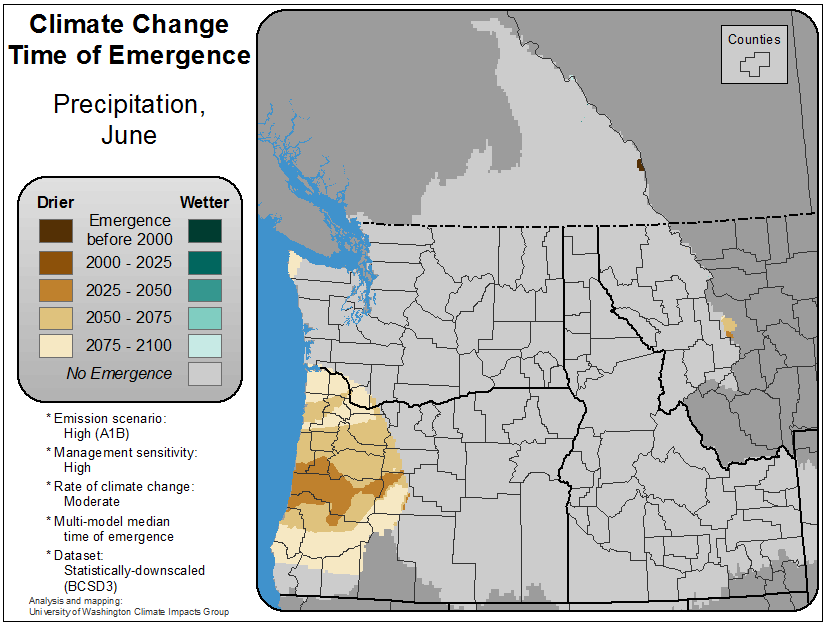 Climate Change
Time of Emergence
Precipitation,
June
Counties
Drier Wetter
Emergence
before 2000
2000 - 2025
2025 - 2050
2050 - 2075
2075 - 2100
No Emergence
* Emission scenario:
High (A1B)
* Management sensitivity:
High
* Rate of climate change:
Moderate
* Multi-model median
time of emergence
* Dataset:
Statistically-downscaled
(BCSD3)
Analysis and mapping:
University of Washington Climate Impacts Group